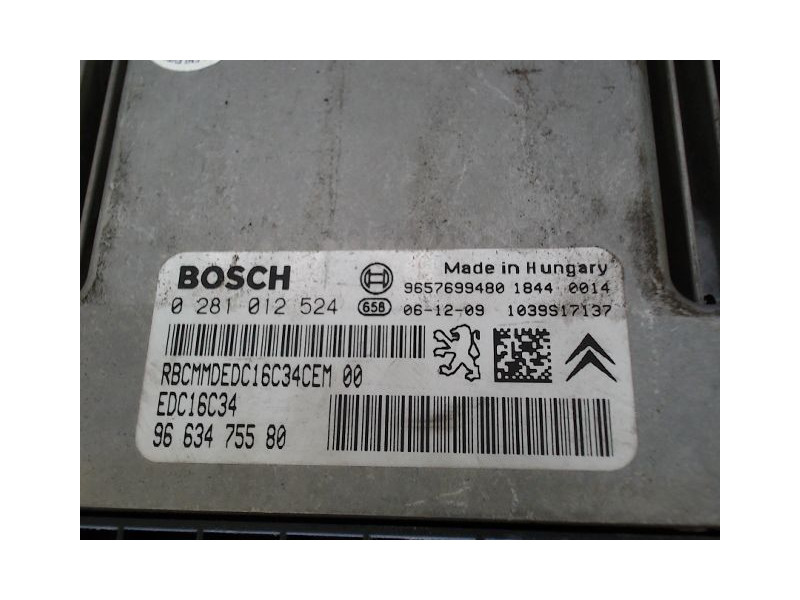 BOSCH
Made in Hungary
9657699480 1844 0014
0 281 012 524
658
06-12-09 1039S17137
RBCMMDEDC16C34CEM 00
EDC16C34
96 634 755 80